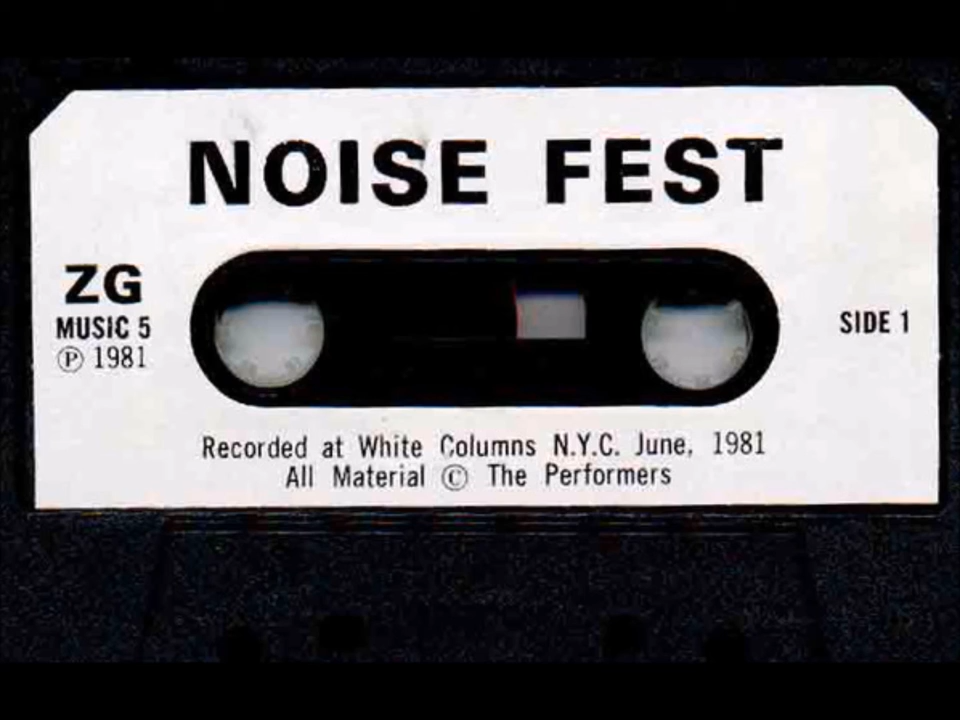 NOISE FEST
ZG
MUSIC 5
℗ 1981
SIDE 1
Recorded at White Columns N.Y.C. June, 1981
All Material © The Performers